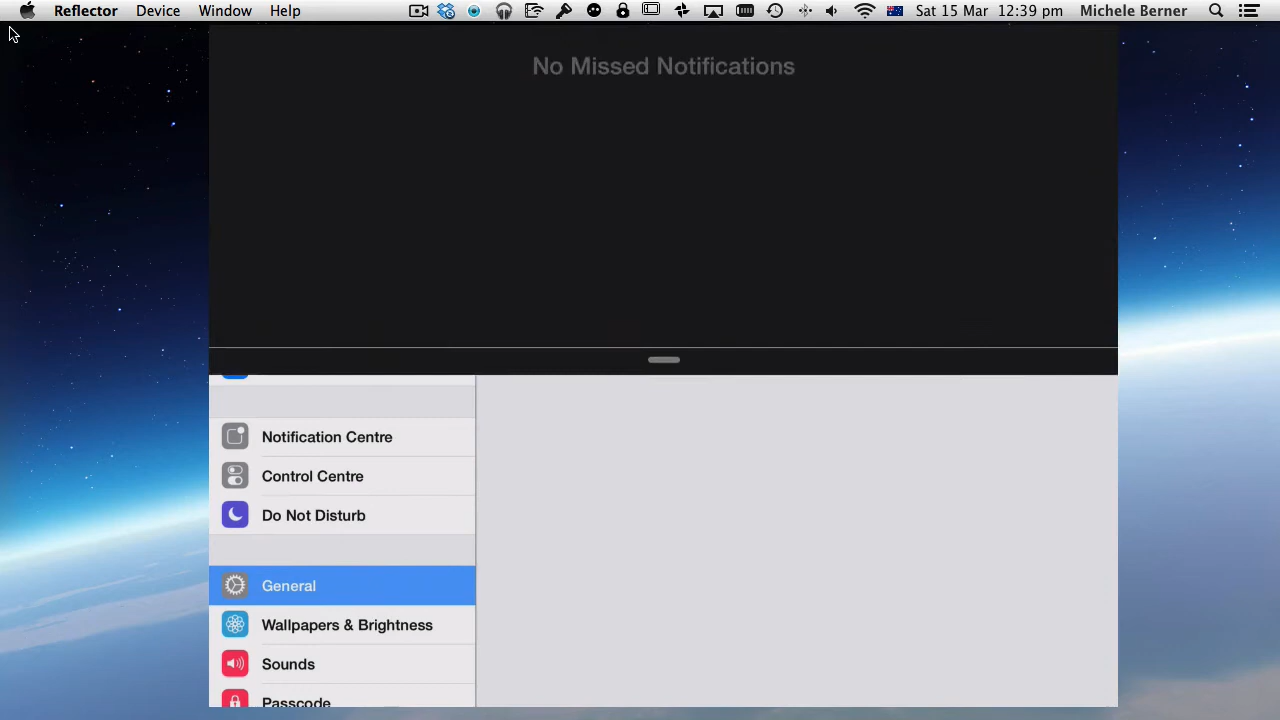 Reflector Device Window Help Sat 15 Mar 12:39 pm Michele Berner
No Missed Notifications
Notification Centre
Control Centre
Do Not Disturb
General
Wallpapers & Brightness
Sounds
Passcode